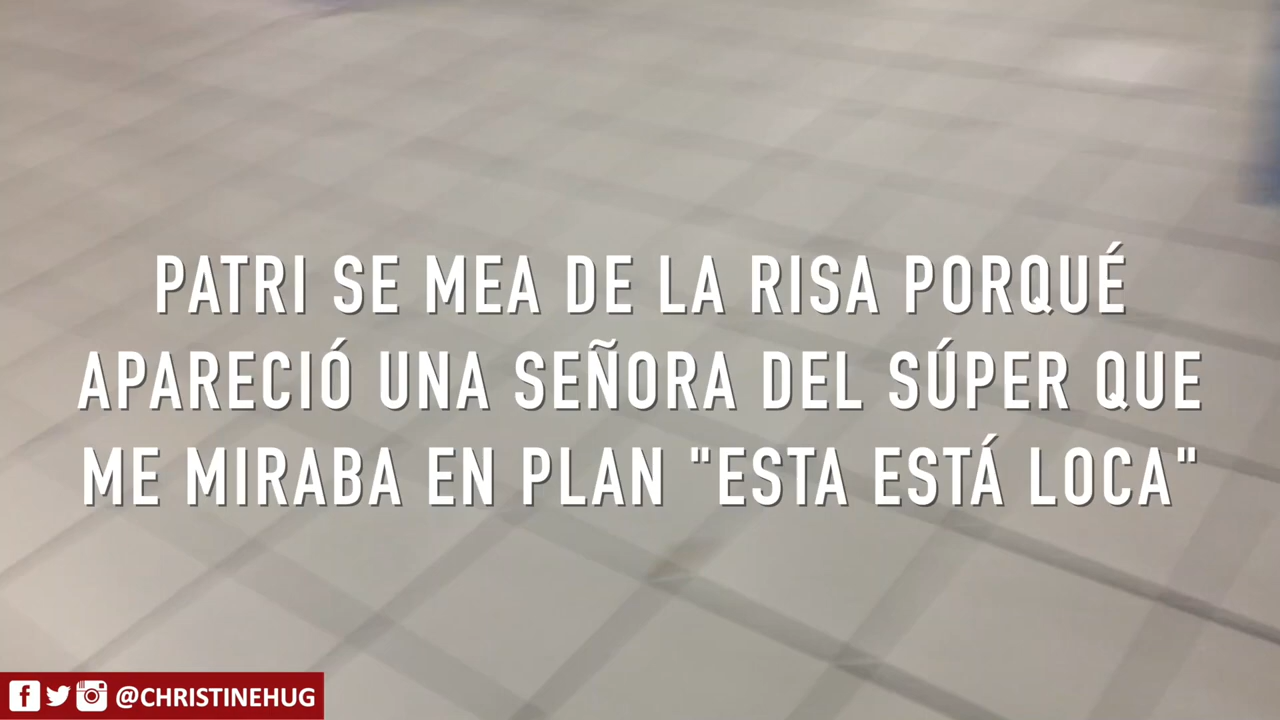 PATRI SE MEA DE LA RISA PORQUÉ
APARECIÓ UNA SEÑORA DEL SÚPER QUE
ME MIRABA EN PLAN "ESTA ESTÁ LOCA"
@CHRISTINEHUG